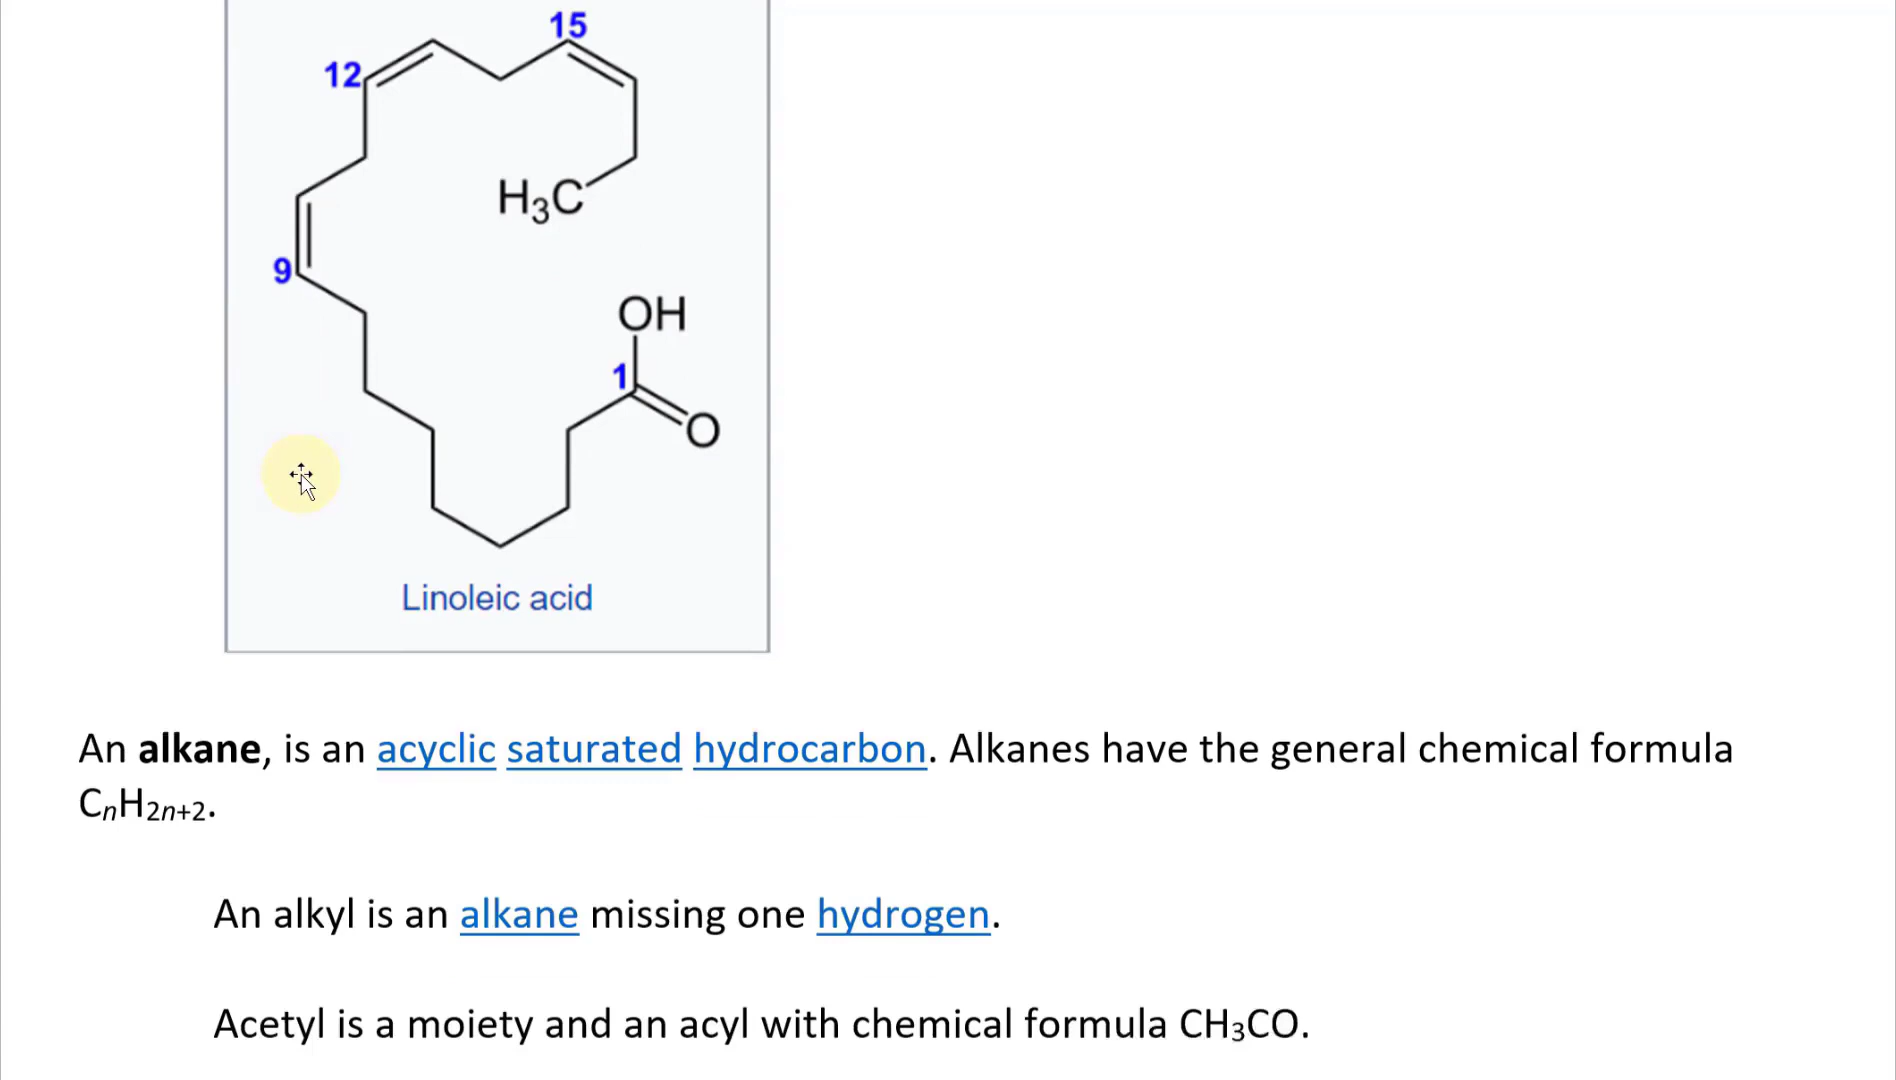 15
12
H₃C
9
OH
1
O
Linoleic acid
An alkane, is an acyclic saturated hydrocarbon. Alkanes have the general chemical formula
CₙH₂ₙ₊₂.
An alkyl is an alkane missing one hydrogen.
Acetyl is a moiety and an acyl with chemical formula CH₃CO.